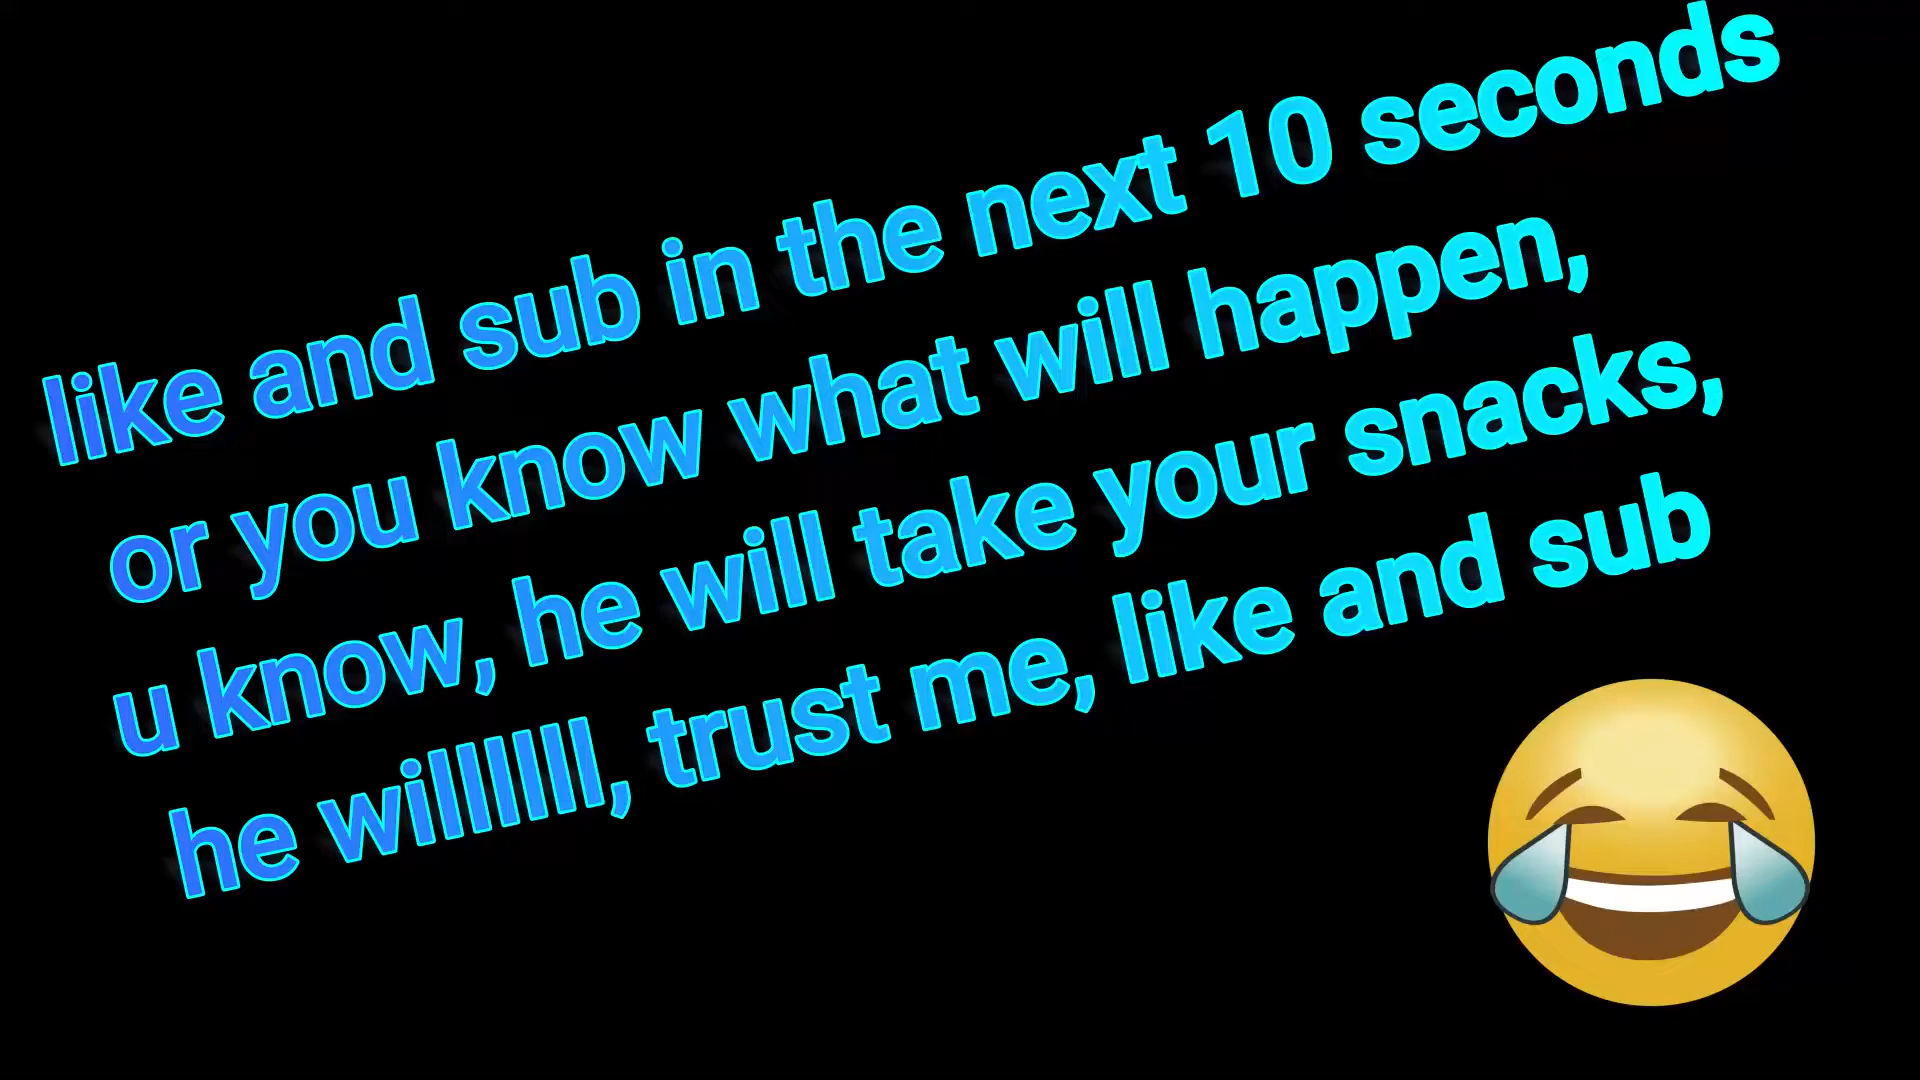 like and sub in the next 10 seconds
or you know what will happen,
u know, he will take your snacks,
he willlllll, trust me, like and sub